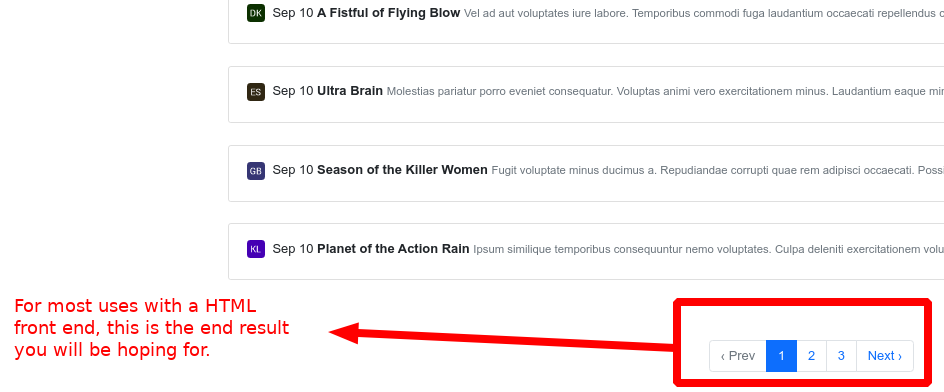 DK Sep 10 A Fistful of Flying Blow Vel ad aut voluptates iure labore. Temporibus commodi fuga laudantium occaecati repellendus
ES Sep 10 Ultra Brain Molestias pariatur porro eveniet consequatur. Voluptas animi vero exercitationem minus. Laudantium eaque
GB Sep 10 Season of the Killer Women Fugit voluptate minus ducimus a. Repudiandae corrupti quae rem adipisci occaecati.
KL Sep 10 Planet of the Action Rain Ipsum similique temporibus consequuntur nemo voluptates. Culpa deleniti exercitationem
For most uses with a HTML
front end, this is the end result
you will be hoping for.
‹ Prev 1 2 3 Next ›